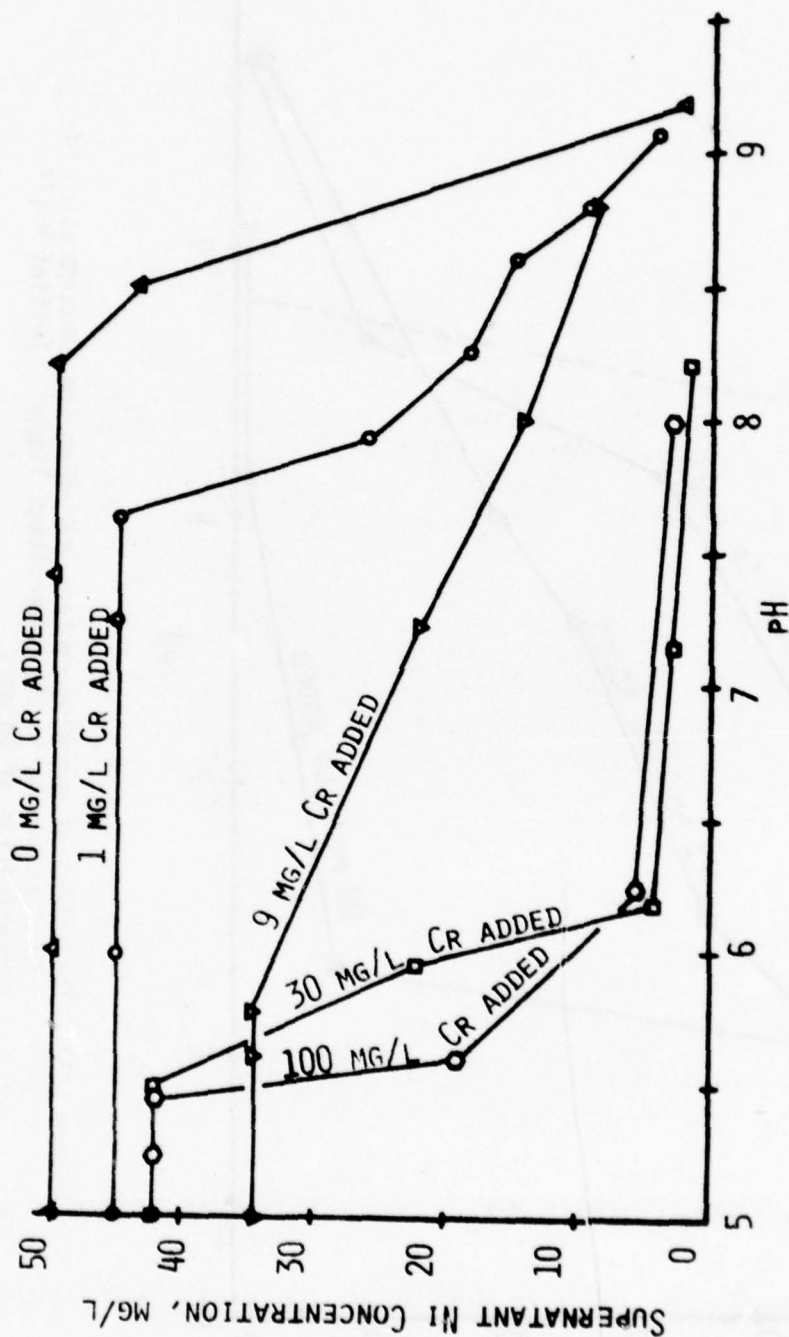 0 MG/L CR ADDED
1 MG/L CR ADDED
9 MG/L CR ADDED
30 MG/L CR ADDED
100 MG/L CR ADDED
SUPERNATANT NI CONCENTRATION, MG/L
50
40
30
20
10
0
5
6
7
8
9
PH